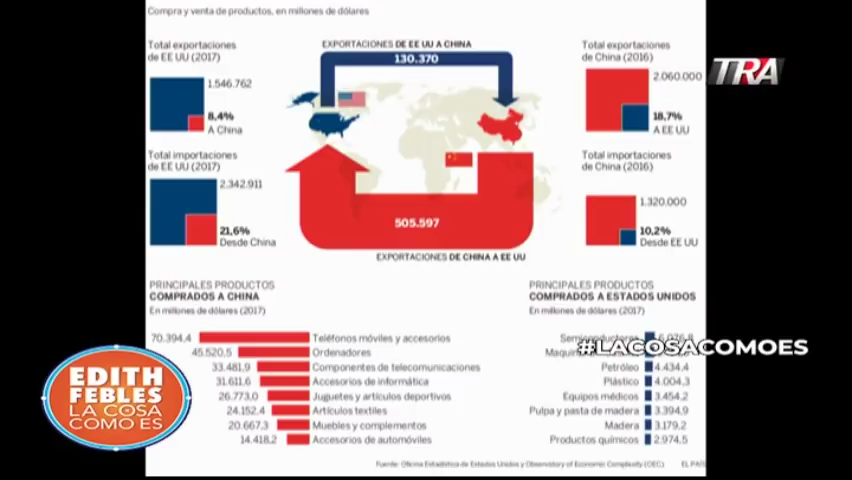 Compra y venta de productos, en millones de dólares
Total exportaciones
de EE UU (2017)
1.546.762
8,4%
A China
Total importaciones
de EE UU (2017)
2.342.911
21,6%
Desde China
EXPORTACIONES DE EE UU A CHINA
130.370
505.597
EXPORTACIONES DE CHINA A EE UU
Total exportaciones
de China (2016)
2.060.000
18,7%
A EE UU
Total importaciones
de China (2016)
1.320.000
10,2%
Desde EE UU
TRA
PRINCIPALES PRODUCTOS
COMPRADOS A CHINA
En millones de dólares (2017)
70.394,4 Teléfonos móviles y accesorios
45.520,5 Ordenadores
33.481,9 Componentes de telecomunicaciones
31.611,6 Accesorios de informática
26.773,0 Juguetes y artículos deportivos
24.152,4 Artículos textiles
20.667,3 Muebles y complementos
14.418,2 Accesorios de automóviles
PRINCIPALES PRODUCTOS
COMPRADOS A ESTADOS UNIDOS
En millones de dólares (2017)
Semiconductores
#LACOSACOMOES
Petróleo 4.434,4
Plástico 4.004,3
Equipos médicos 3.454,2
Pulpa y pasta de madera 3.394,9
Madera 3.179,2
Productos químicos 2.974,5
Fuente: Oficina Estadística de Estados Unidos y Observatory of Economic Complexity (OEC). EL PAÍS
EDITH
FEBLES
LA COSA
COMO ES